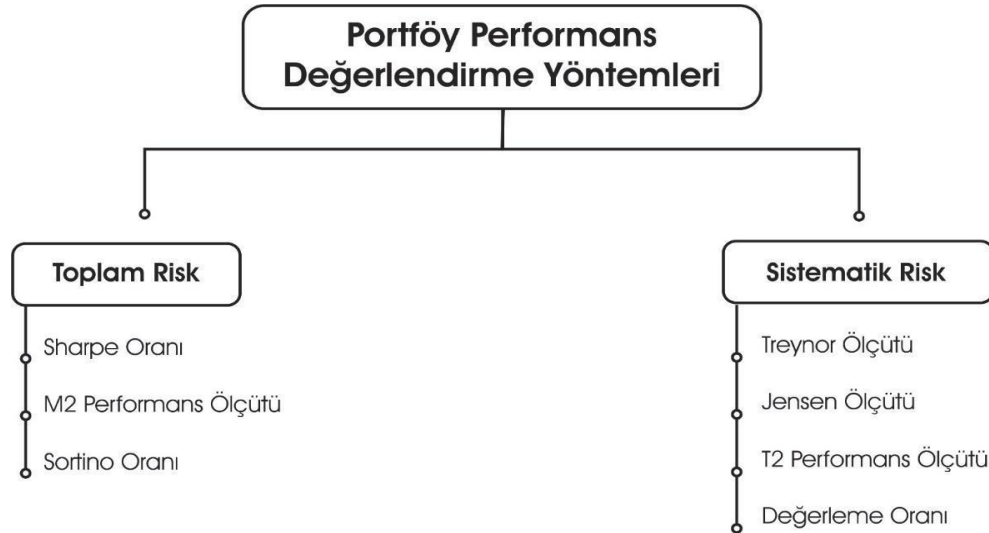 Portföy Performans
Değerlendirme Yöntemleri
Toplam Risk
Sharpe Oranı
M2 Performans Ölçütü
Sortino Oranı
Sistematik Risk
Treynor Ölçütü
Jensen Ölçütü
T2 Performans Ölçütü
Değerleme Oranı